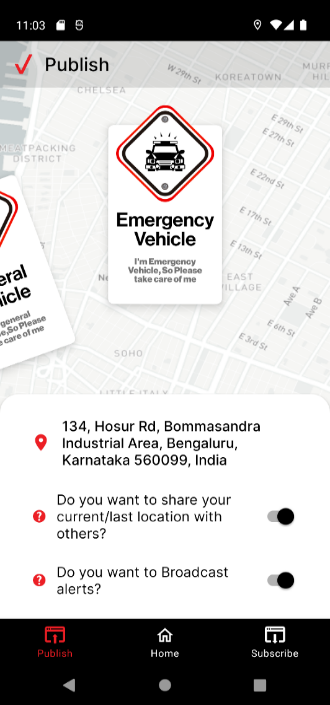 11:03
Publish
W 29th St
KOREATOWN
MURR
HILL
CHELSEA
E 29th St
E 27th St
MEATPACKING
DISTRICT
E 22nd St
Emergency
Vehicle
E 17th St
I'm Emergency
Vehicle, So Please
take care of me
E 13th St
eral
icle
general
le,So Please
care of me
Ne
EAST
VILLAGE
Ave A
Ave B
E 6th St
E 3rd St
SOHO
LITTLE ITALY
134, Hosur Rd, Bommasandra
Industrial Area, Bengaluru,
Karnataka 560099, India
Do you want to share your
current/last location with
others?
Do you want to Broadcast
alerts?
Publish
Home
Subscribe